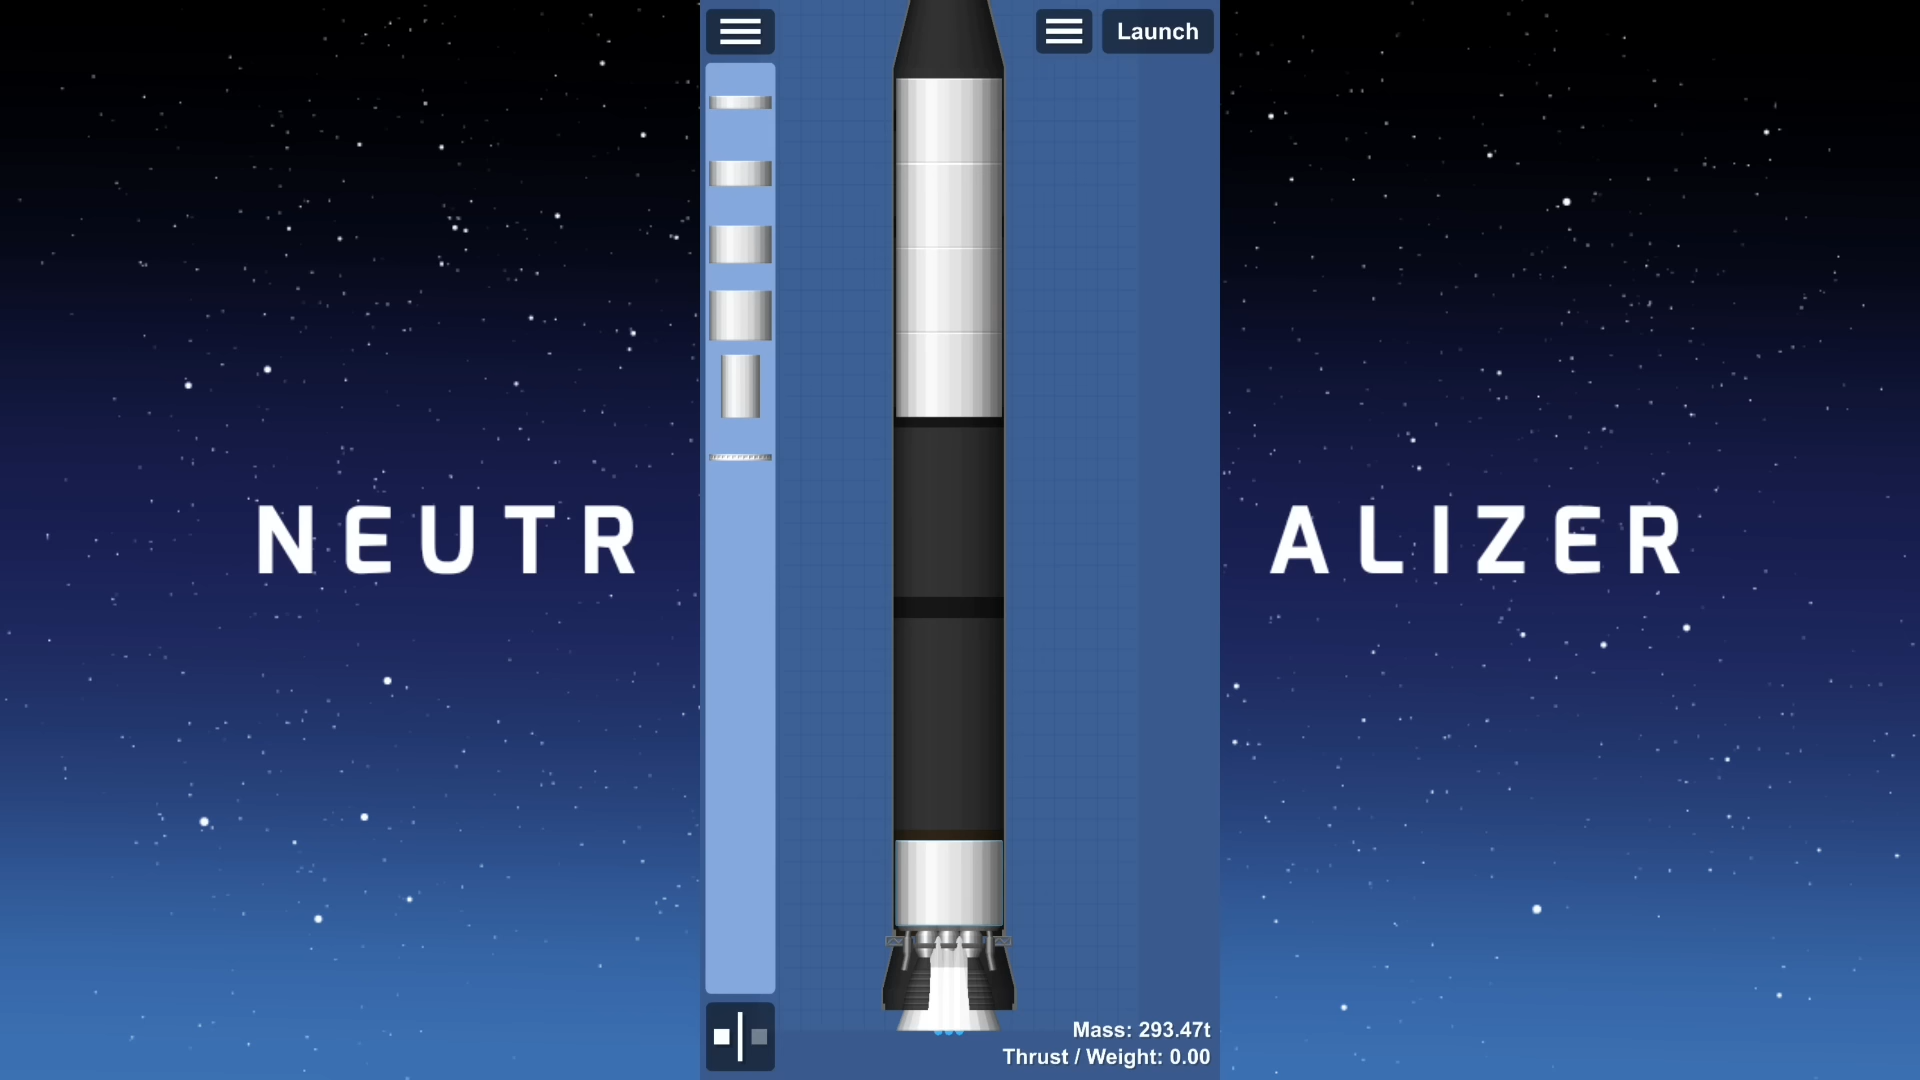 Launch
NEUTR
ALIZER
Mass: 293.47t
Thrust / Weight: 0.00